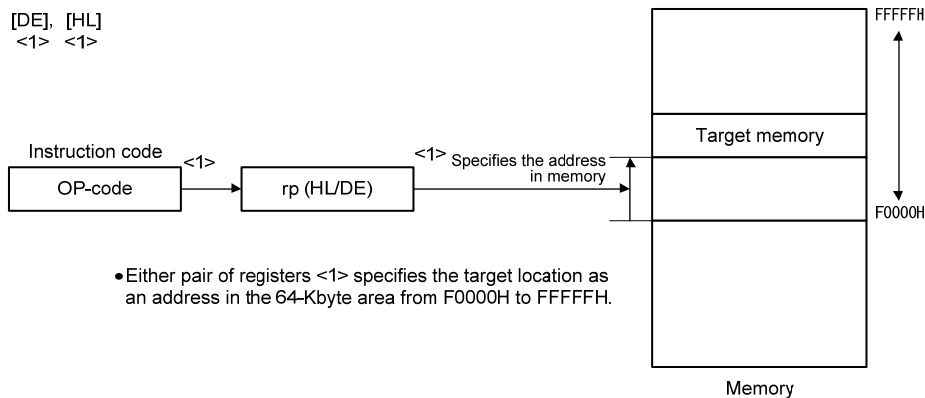 [DE], [HL]
<1> <1>
FFFFFH
Target memory
Instruction code
<1>
<1>
Specifies the address
in memory
OP-code
rp (HL/DE)
F0000H
•Either pair of registers <1> specifies the target location as
an address in the 64-Kbyte area from F0000H to FFFFFH.
Memory